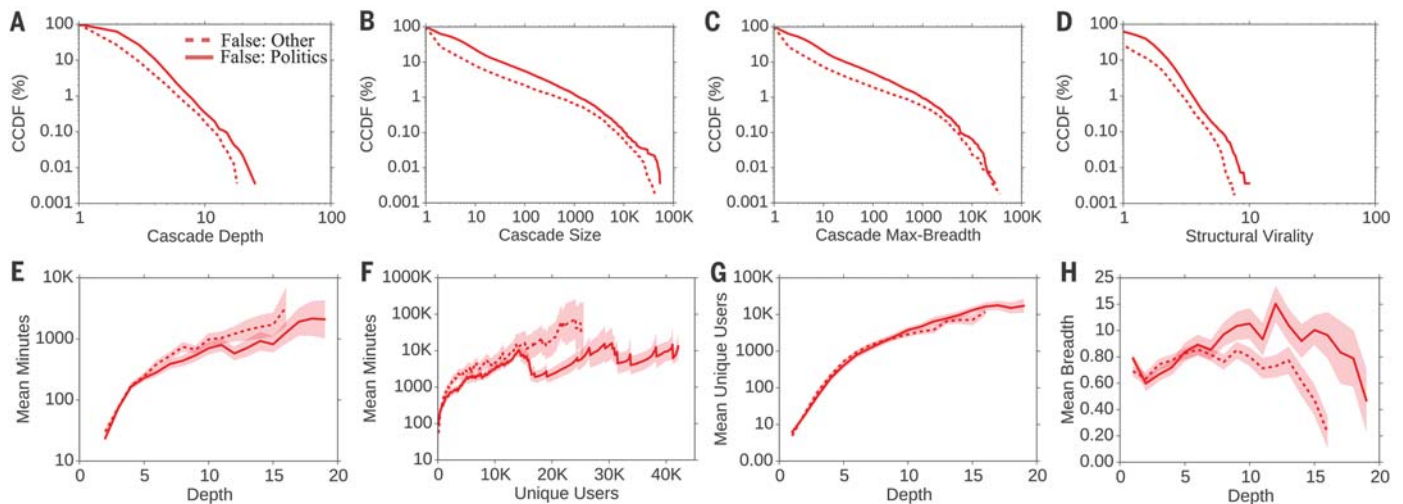 A
CCDF (%)
100
10
1
0.10
0.01
0.001
1
10
100
Cascade Depth
False: Other
False: Politics
B
CCDF (%)
100
10
1
0.10
0.01
0.001
1
10
100
1000
10K
100K
Cascade Size
C
CCDF (%)
100
10
1
0.10
0.01
0.001
1
10
100
1000
10K
100K
Cascade Max-Breadth
D
CCDF (%)
100
10
1
0.10
0.01
0.001
1
10
100
Structural Virality
E
Mean Minutes
10K
1000
100
10
0
5
10
15
20
Depth
F
Mean Minutes
1000K
100K
10K
1000
100
10
0
10K
20K
30K
40K
Unique Users
G
Mean Unique Users
100K
10K
1000
100
10
0.00
0
5
10
15
20
Depth
H
Mean Breadth
25
15
10
0.80
0.60
0.40
0.20
0.00
0
5
10
15
20
Depth